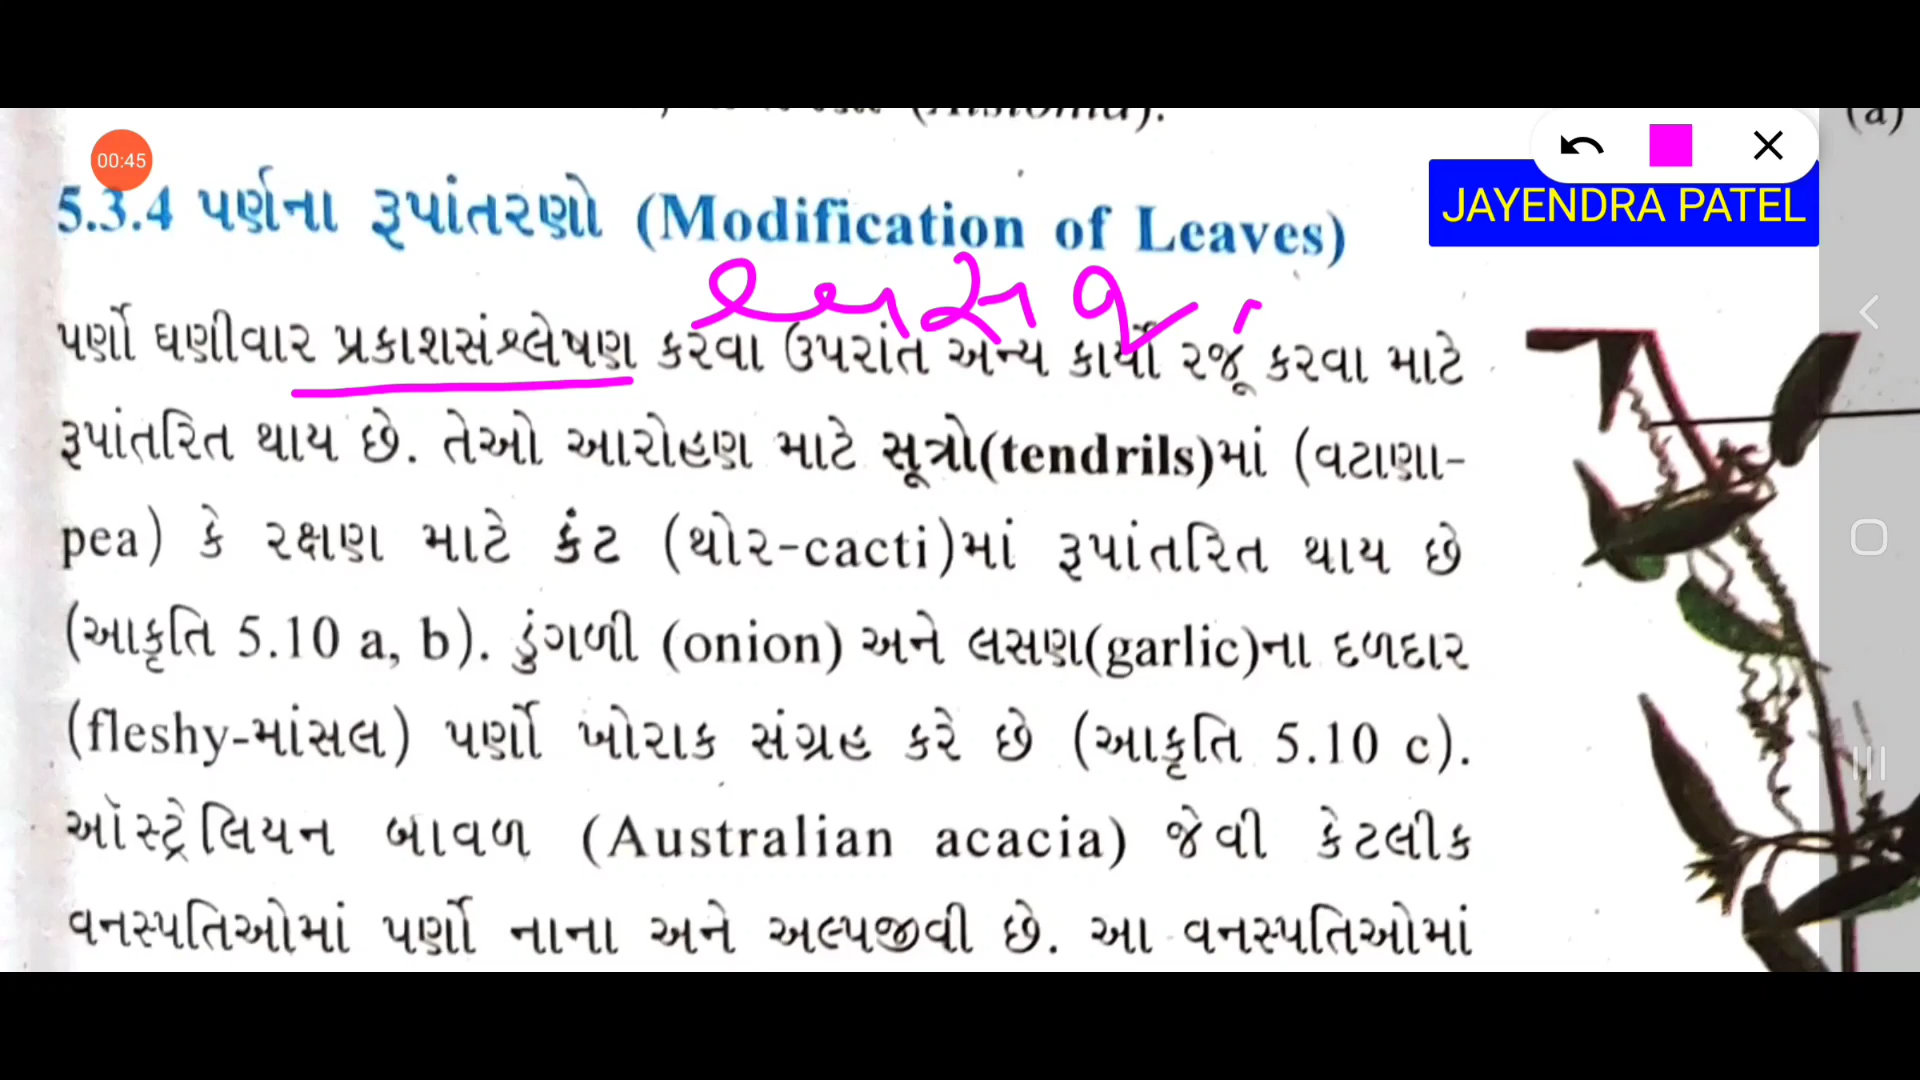 (Alstonia).
(a)
00:45
JAYENDRA PATEL
5.3.4 પર્ણના રૂપાંતરણો (Modification of Leaves)
પર્ણો ઘણીવાર પ્રકાશસંશ્લેષણ કરવા ઉપરાંત અન્ય કાર્યો રજૂ કરવા માટે
રૂપાંતરિત થાય છે. તેઓ આરોહણ માટે સૂત્રો(tendrils)માં (વટાણા-
pea) કે રક્ષણ માટે કંટ (થોર-cacti)માં રૂપાંતરિત થાય છે
(આકૃતિ 5.10 a, b). ડુંગળી (onion) અને લસણ(garlic)ના દળદાર
(fleshy-માંસલ) પર્ણો ખોરાક સંગ્રહ કરે છે (આકૃતિ 5.10 c).
ઑસ્ટ્રેલિયન બાવળ (Australian acacia) જેવી કેટલીક
વનસ્પતિઓમાં પર્ણો નાના અને અલ્પજીવી છે. આ વનસ્પતિઓમાં